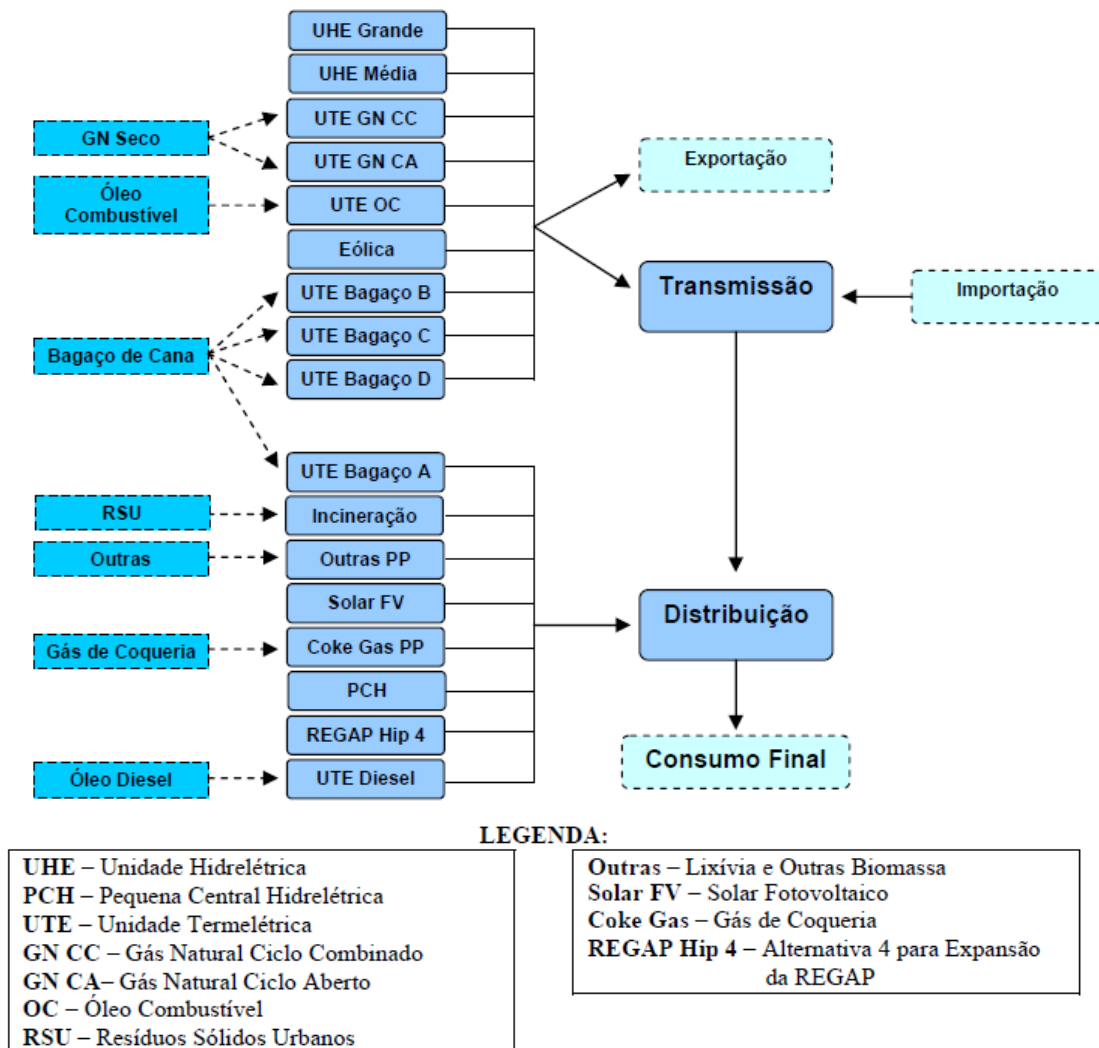 UHE Grande
UHE Média
GN Seco
UTE GN CC
UTE GN CA
Óleo
Combustível
UTE OC
Eólica
Bagaço de Cana
UTE Bagaço B
UTE Bagaço C
UTE Bagaço D
UTE Bagaço A
RSU
Incineração
Outras
Outras PP
Solar FV
Gás de Coqueria
Coke Gas PP
PCH
REGAP Hip 4
Óleo Diesel
UTE Diesel
Exportação
Transmissão
Importação
Distribuição
Consumo Final
LEGENDA:
UHE – Unidade Hidrelétrica
PCH – Pequena Central Hidrelétrica
UTE – Unidade Termelétrica
GN CC – Gás Natural Ciclo Combinado
GN CA– Gás Natural Ciclo Aberto
OC – Óleo Combustível
RSU – Resíduos Sólidos Urbanos
Outras – Lixívia e Outras Biomassa
Solar FV – Solar Fotovoltaico
Coke Gas – Gás de Coqueria
REGAP Hip 4 – Alternativa 4 para Expansão
da REGAP